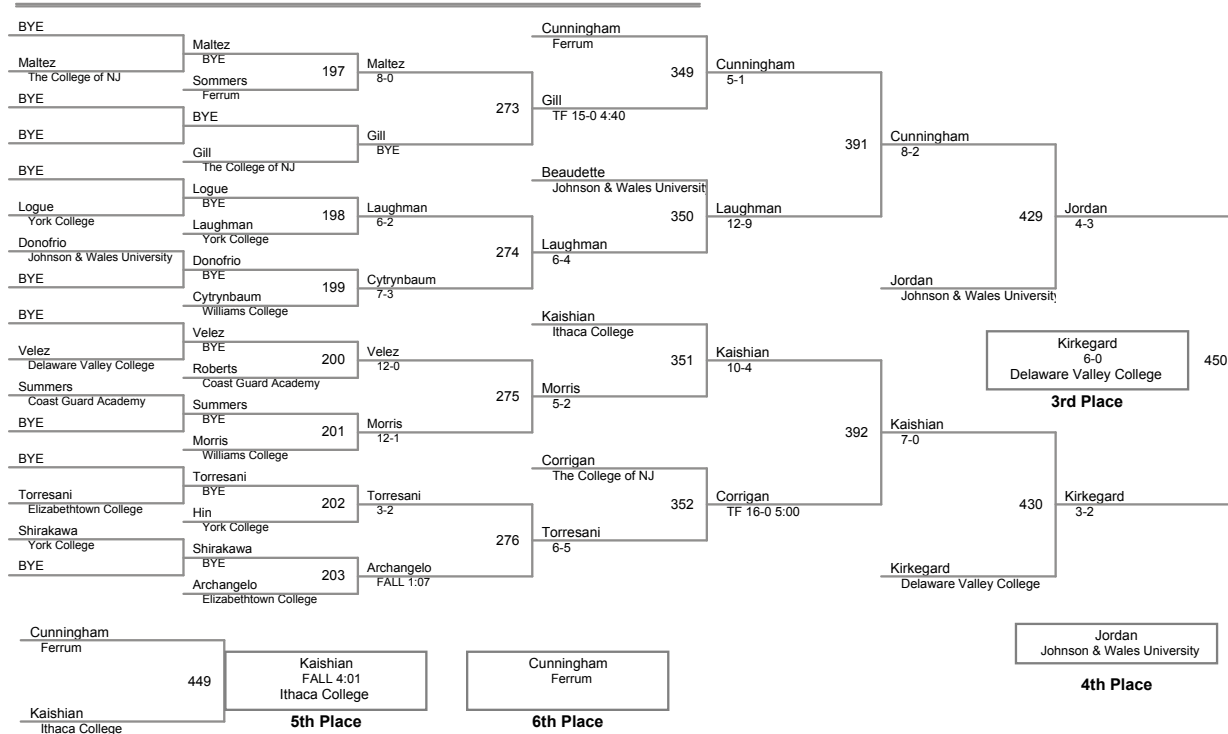 BYE
Maltez
The College of NJ
BYE
BYE
BYE
Logue
York College
Donofrio
Johnson & Wales University
BYE
BYE
Velez
Delaware Valley College
Summers
Coast Guard Academy
BYE
BYE
Torresani
Elizabethtown College
Shirakawa
York College
BYE
Maltez
BYE
197
Sommers
Ferrum
BYE
Gill
The College of NJ
Logue
BYE
198
Laughman
York College
Donofrio
BYE
199
Cytrynbaum
Williams College
Velez
BYE
200
Roberts
Coast Guard Academy
Summers
BYE
201
Morris
Williams College
Torresani
BYE
202
Hin
York College
Shirakawa
BYE
203
Archangelo
Elizabethtown College
Maltez
8-0
273
Gill
BYE
Laughman
6-2
274
Cytrynbaum
7-3
Velez
12-0
275
Morris
12-1
Torresani
3-2
276
Archangelo
FALL 1:07
Cunningham
Ferrum
349
Gill
TF 15-0 4:40
Beaudette
Johnson & Wales Universit
350
Laughman
6-4
Kaishian
Ithaca College
351
Morris
5-2
Corrigan
The College of NJ
352
Torresani
6-5
Cunningham
5-1
391
Laughman
12-9
Kaishian
10-4
392
Corrigan
TF 16-0 5:00
Cunningham
8-2
429
Jordan
Johnson & Wales University
Kaishian
7-0
430
Kirkegard
Delaware Valley College
Jordan
4-3
Kirkegard
6-0
Delaware Valley College
450
3rd Place
Kirkegard
3-2
Jordan
Johnson & Wales University
4th Place
Cunningham
Ferrum
449
Kaishian
Ithaca College
Kaishian
FALL 4:01
Ithaca College
5th Place
Cunningham
Ferrum
6th Place